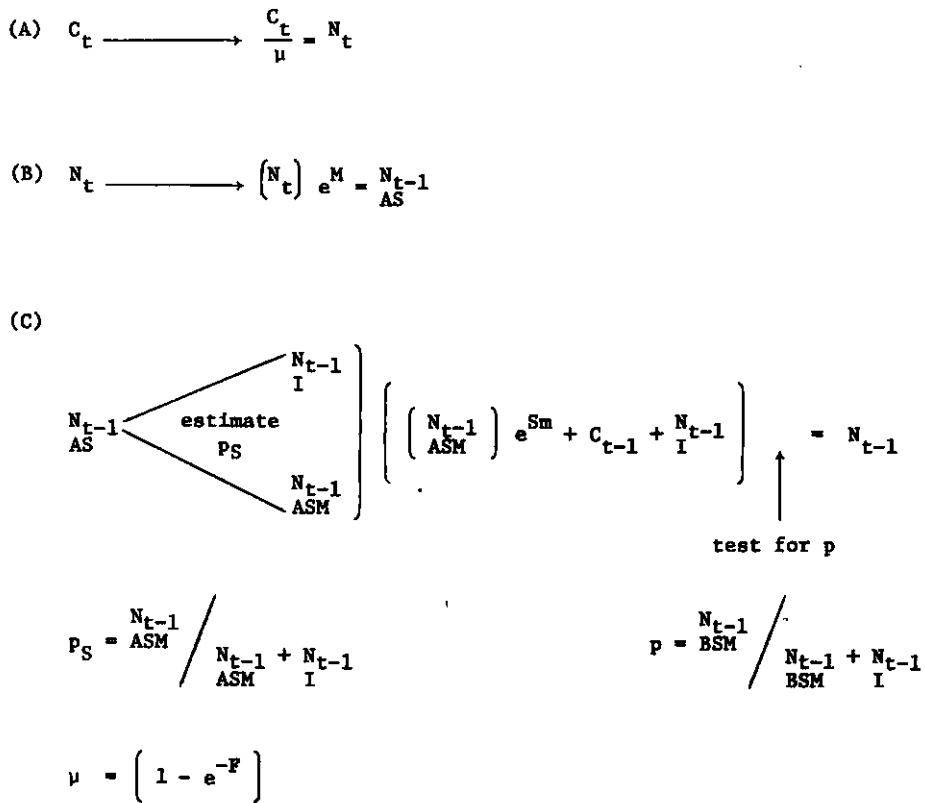 (A) C_t ⟶ C_t / μ = N_t
(B) N_t ⟶ (N_t) e^M = N_{t-1} AS
(C)
N_{t-1} AS
estimate P_S
N_{t-1} I
N_{t-1} ASM
[ ( N_{t-1} ASM ) e^{Sm} + C_{t-1} + N_{t-1} I ] = N_{t-1}
test for p
P_S = N_{t-1} ASM / N_{t-1} ASM + N_{t-1} I
p = N_{t-1} BSM / N_{t-1} BSM + N_{t-1} I
μ = ( 1 - e^{-F} )